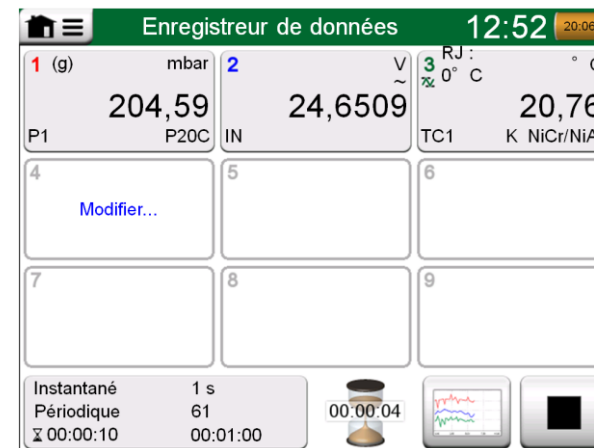 Enregistreur de données 12:52 20:06
1 (g) mbar
204,59
P1 P20C
2 V
~
24,6509
IN
3 RJ : °
0° C
20,76
TC1 K NiCr/NiA
4
Modifier...
5
6
7
8
9
Instantané 1 s
Périodique 61
00:00:10 00:01:00
00:00:04